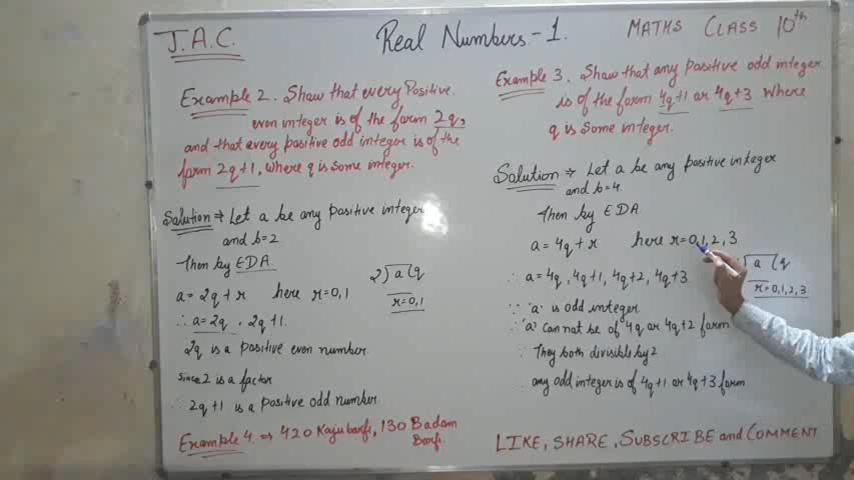 J.A.C.
Real Numbers-1.
MATHS CLASS 10th
Example 2. Show that every Positive.
even integer is of the form 2q,
and that every positive odd integer is of the
form 2q+1, where q is some integer.
Solution ⇒ Let a be any positive integer
and b=2
Then by EDA.
a = 2q + r here r=0,1
∴ a=2q , 2q+1.
2q is a positive even number
Since 2 is a factor
∴ 2q+1 is a positive odd number
2) a (q
r=0,1
Example 4. ⇒ 420 Kaju barfi, 130 Badam
Barfi.
Example 3. Show that any positive odd integer
is of the form 4q+1 or 4q+3 where
q is some integer.
Solution ⇒ Let a be any positive integer
and b=4.
Then by EDA
a = 4q + r here r=0,1,2,3
∴ a=4q, 4q+1, 4q+2, 4q+3
) a (q
r=0,1,2,3
∵ 'a' is odd integer
∴ 'a' can not be of 4q or 4q+2 form
∵ They both divisible by 2
∴ any odd integer is of 4q+1 or 4q+3 form
LIKE, SHARE, SUBSCRIBE and COMMENT